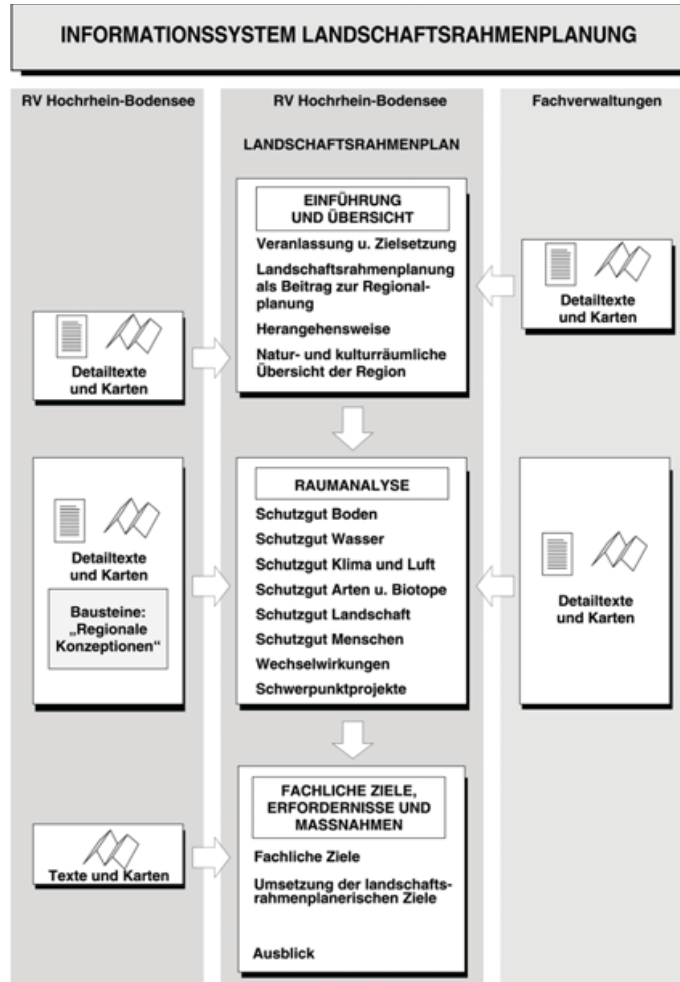 INFORMATIONSSYSTEM LANDSCHAFTSRAHMENPLANUNG
RV Hochrhein-Bodensee
RV Hochrhein-Bodensee
Fachverwaltungen
LANDSCHAFTSRAHMENPLAN
EINFÜHRUNG
UND ÜBERSICHT
Veranlassung u. Zielsetzung
Landschaftsrahmenplanung
als Beitrag zur Regional-
planung
Herangehensweise
Natur- und kulturräumliche
Übersicht der Region
Detailtexte
und Karten
Detailtexte
und Karten
RAUMANALYSE
Schutzgut Boden
Schutzgut Wasser
Schutzgut Klima und Luft
Schutzgut Arten u. Biotope
Schutzgut Landschaft
Schutzgut Menschen
Wechselwirkungen
Schwerpunktprojekte
Detailtexte
und Karten
Bausteine:
„Regionale
Konzeptionen“
Detailtexte
und Karten
FACHLICHE ZIELE,
ERFORDERNISSE UND
MASSNAHMEN
Fachliche Ziele
Umsetzung der landschafts-
rahmenplanerischen Ziele
Ausblick
Texte und Karten